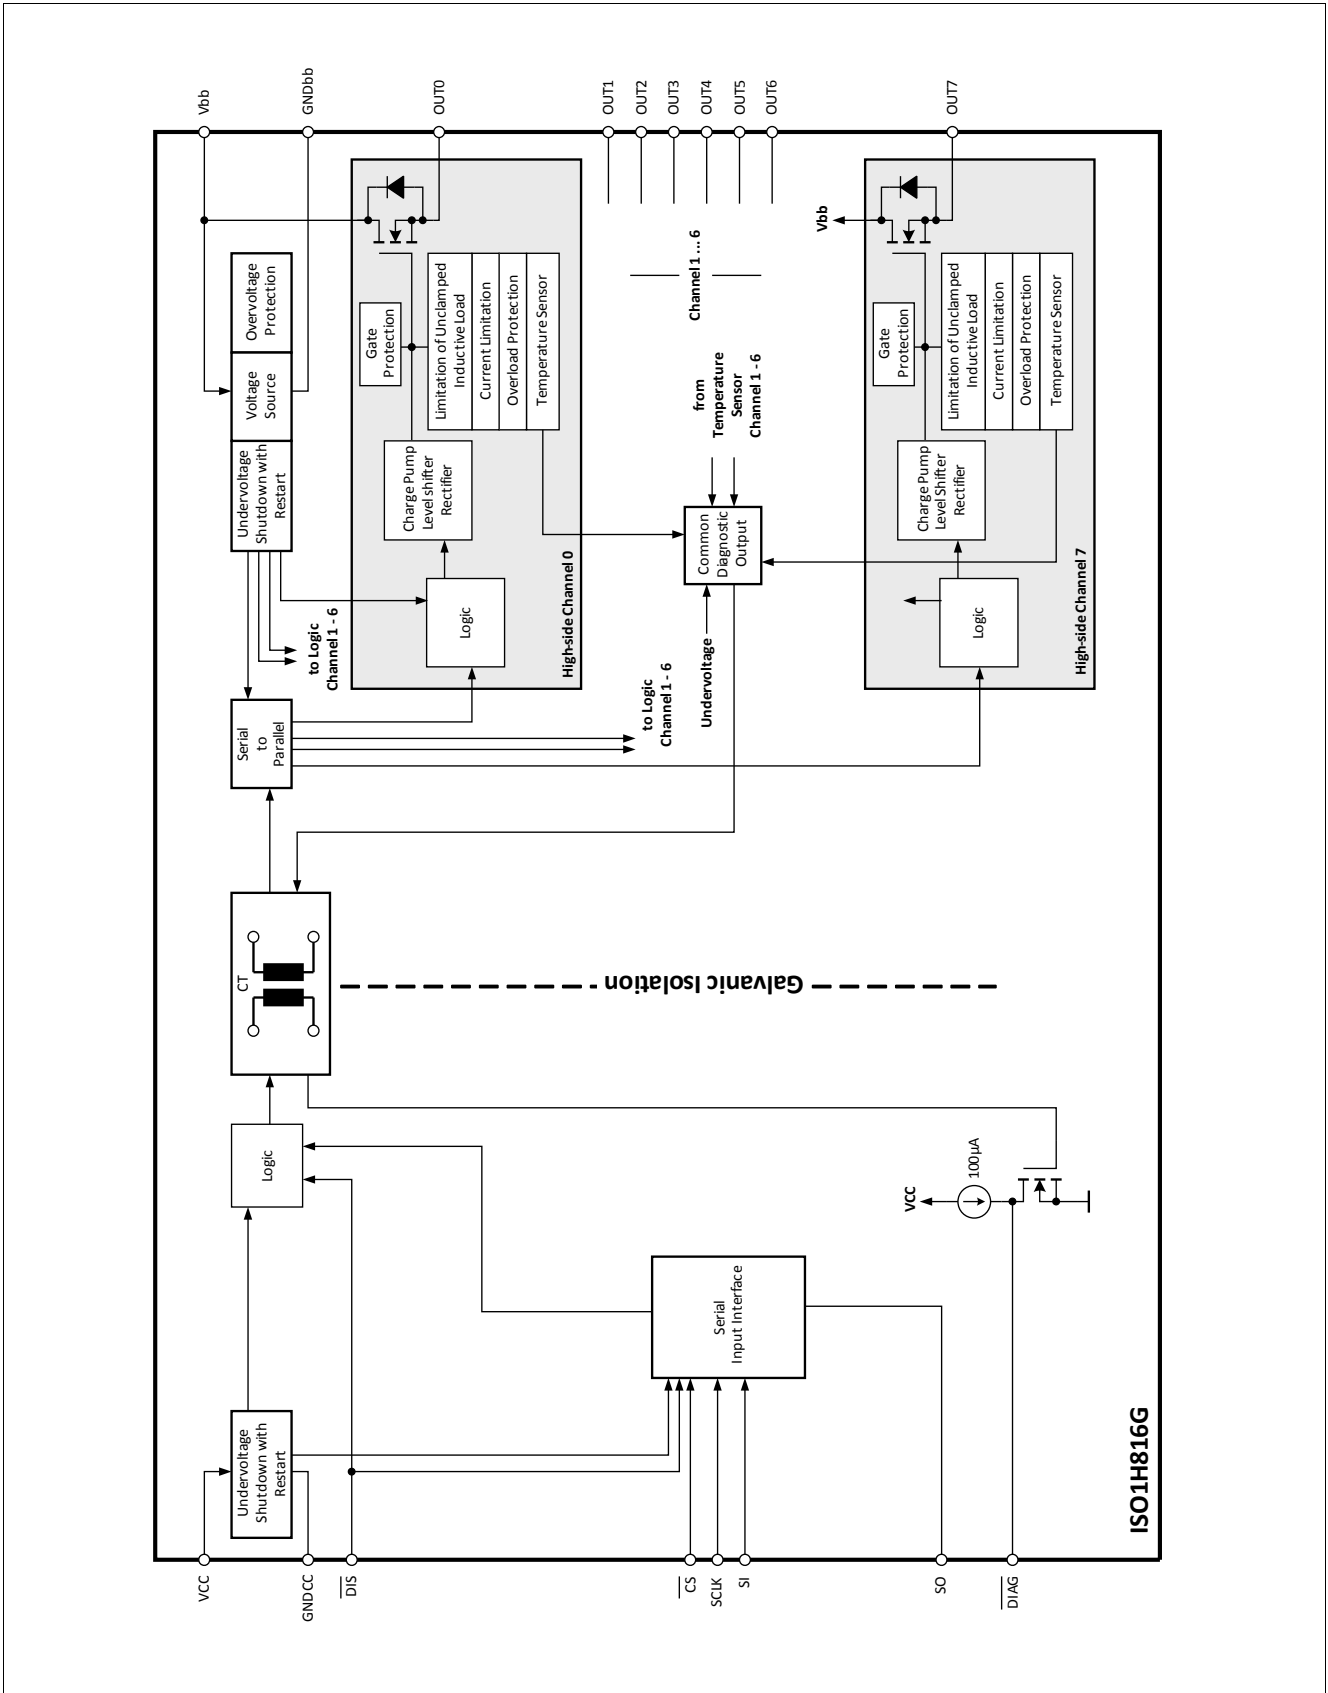 VCC
GNDCC
DIS
CS
SCLK
SI
SO
DIAG
Undervoltage
Shutdown with
Restart
Logic
Serial
Input Interface
VCC
100µA
CT
Galvanic Isolation
Serial
to
Parallel
Undervoltage
Shutdown with
Restart
Voltage
Source
Overvoltage
Protection
to Logic
Channel 1 - 6
Logic
Charge Pump
Level shifter
Rectifier
Gate
Protection
Limitation of Unclamped
Inductive Load
Current Limitation
Overload Protection
Temperature Sensor
High-side Channel 0
to Logic
Channel 1 - 6
Undervoltage
Common
Diagnostic
Output
from
Temperature
Sensor
Channel 1 - 6
Channel 1 ... 6
Vbb
Logic
Charge Pump
Level shifter
Rectifier
Gate
Protection
Limitation of Unclamped
Inductive Load
Current Limitation
Overload Protection
Temperature Sensor
High-side Channel 7
Vbb
GNDbb
OUT0
OUT1
OUT2
OUT3
OUT4
OUT5
OUT6
OUT7
ISO1H816G